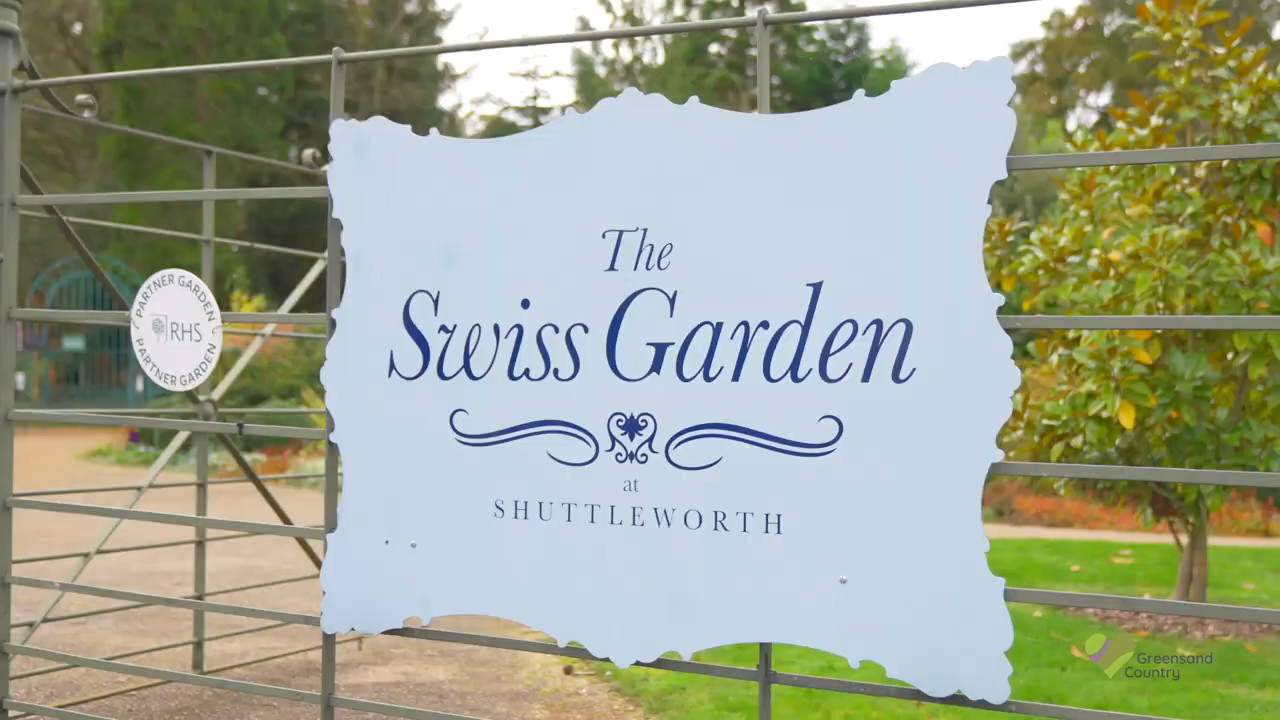 The
Swiss Garden
at
SHUTTLEWORTH
PARTNER GARDEN
RHS
PARTNER GARDEN
Greensand
Country